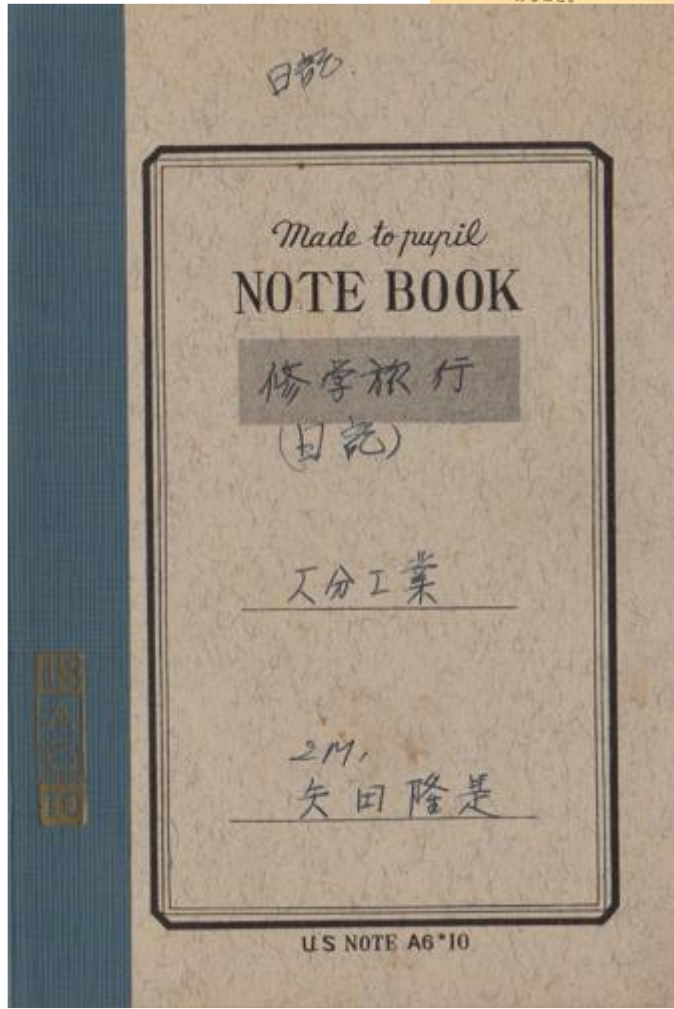 日記.
Made to pupil
NOTE BOOK
修学旅行
(日記)
大分工業
2M,
矢田隆是
U.S NOTE A6*10